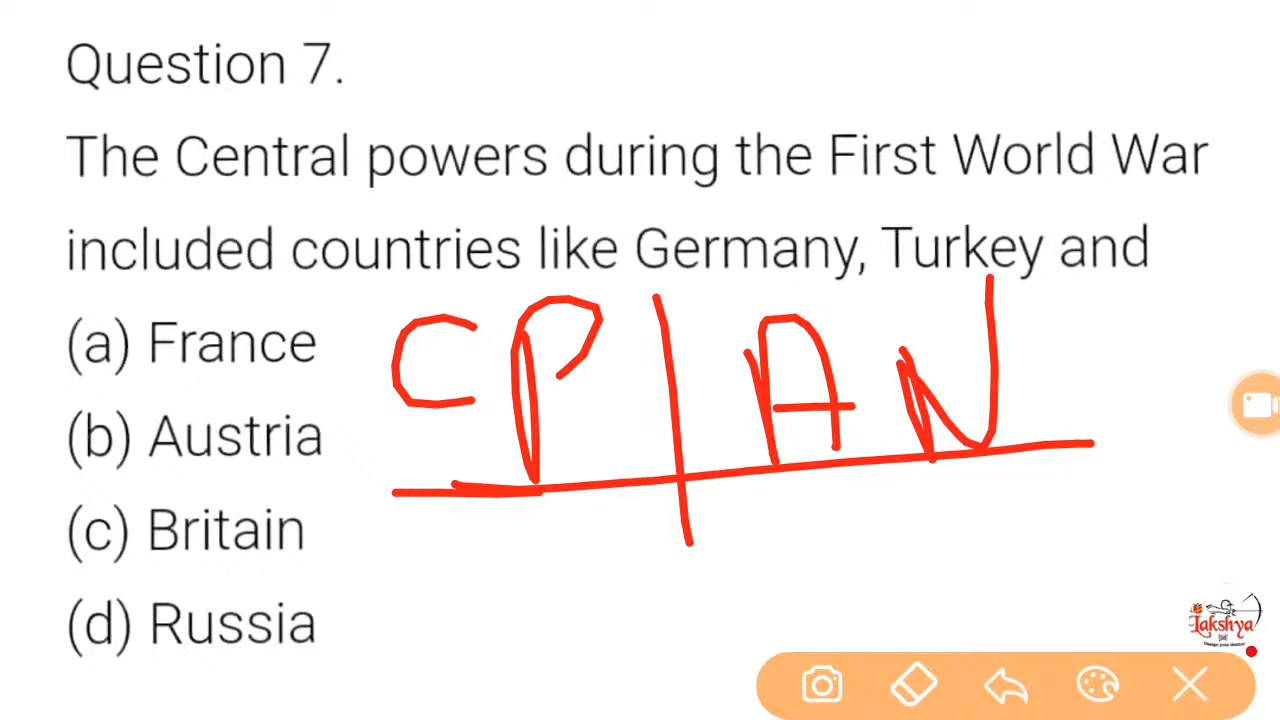 Question 7.
The Central powers during the First World War
included countries like Germany, Turkey and
(a) France
CP | AN
(b) Austria
(c) Britain
(d) Russia
Lakshya